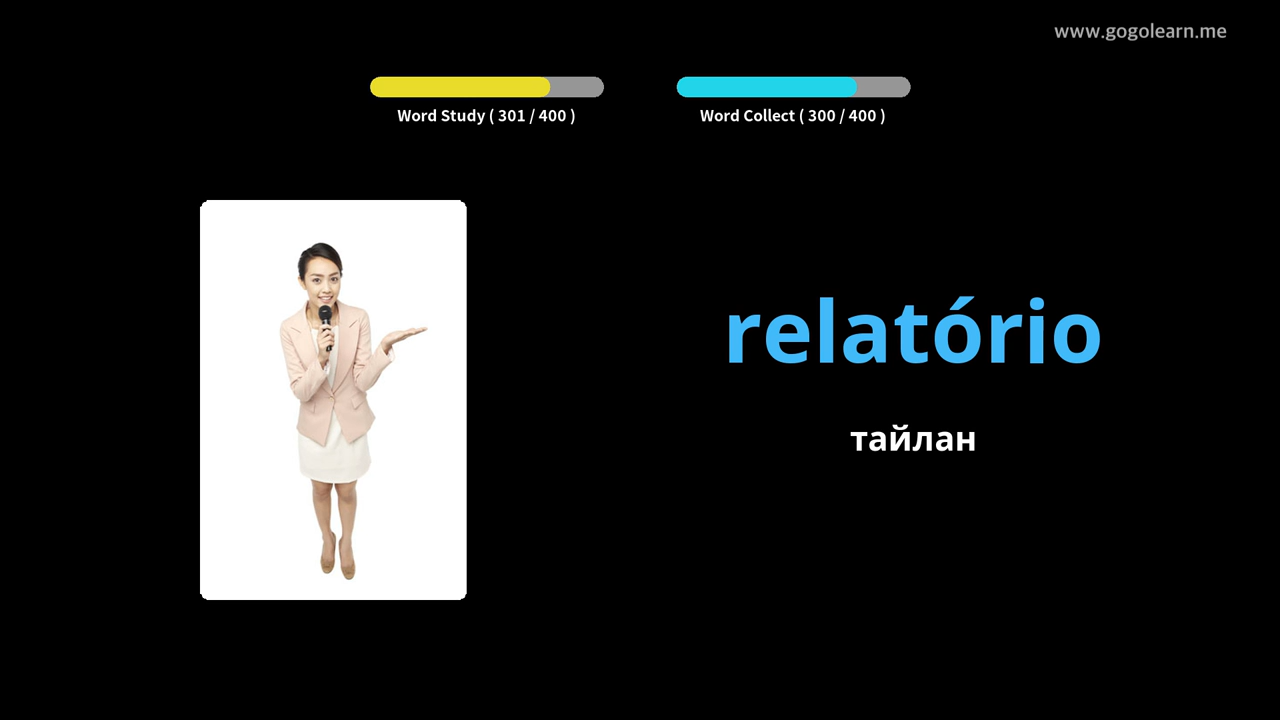 www.gogolearn.me
Word Study ( 301 / 400 )
Word Collect ( 300 / 400 )
relatório
тайлан